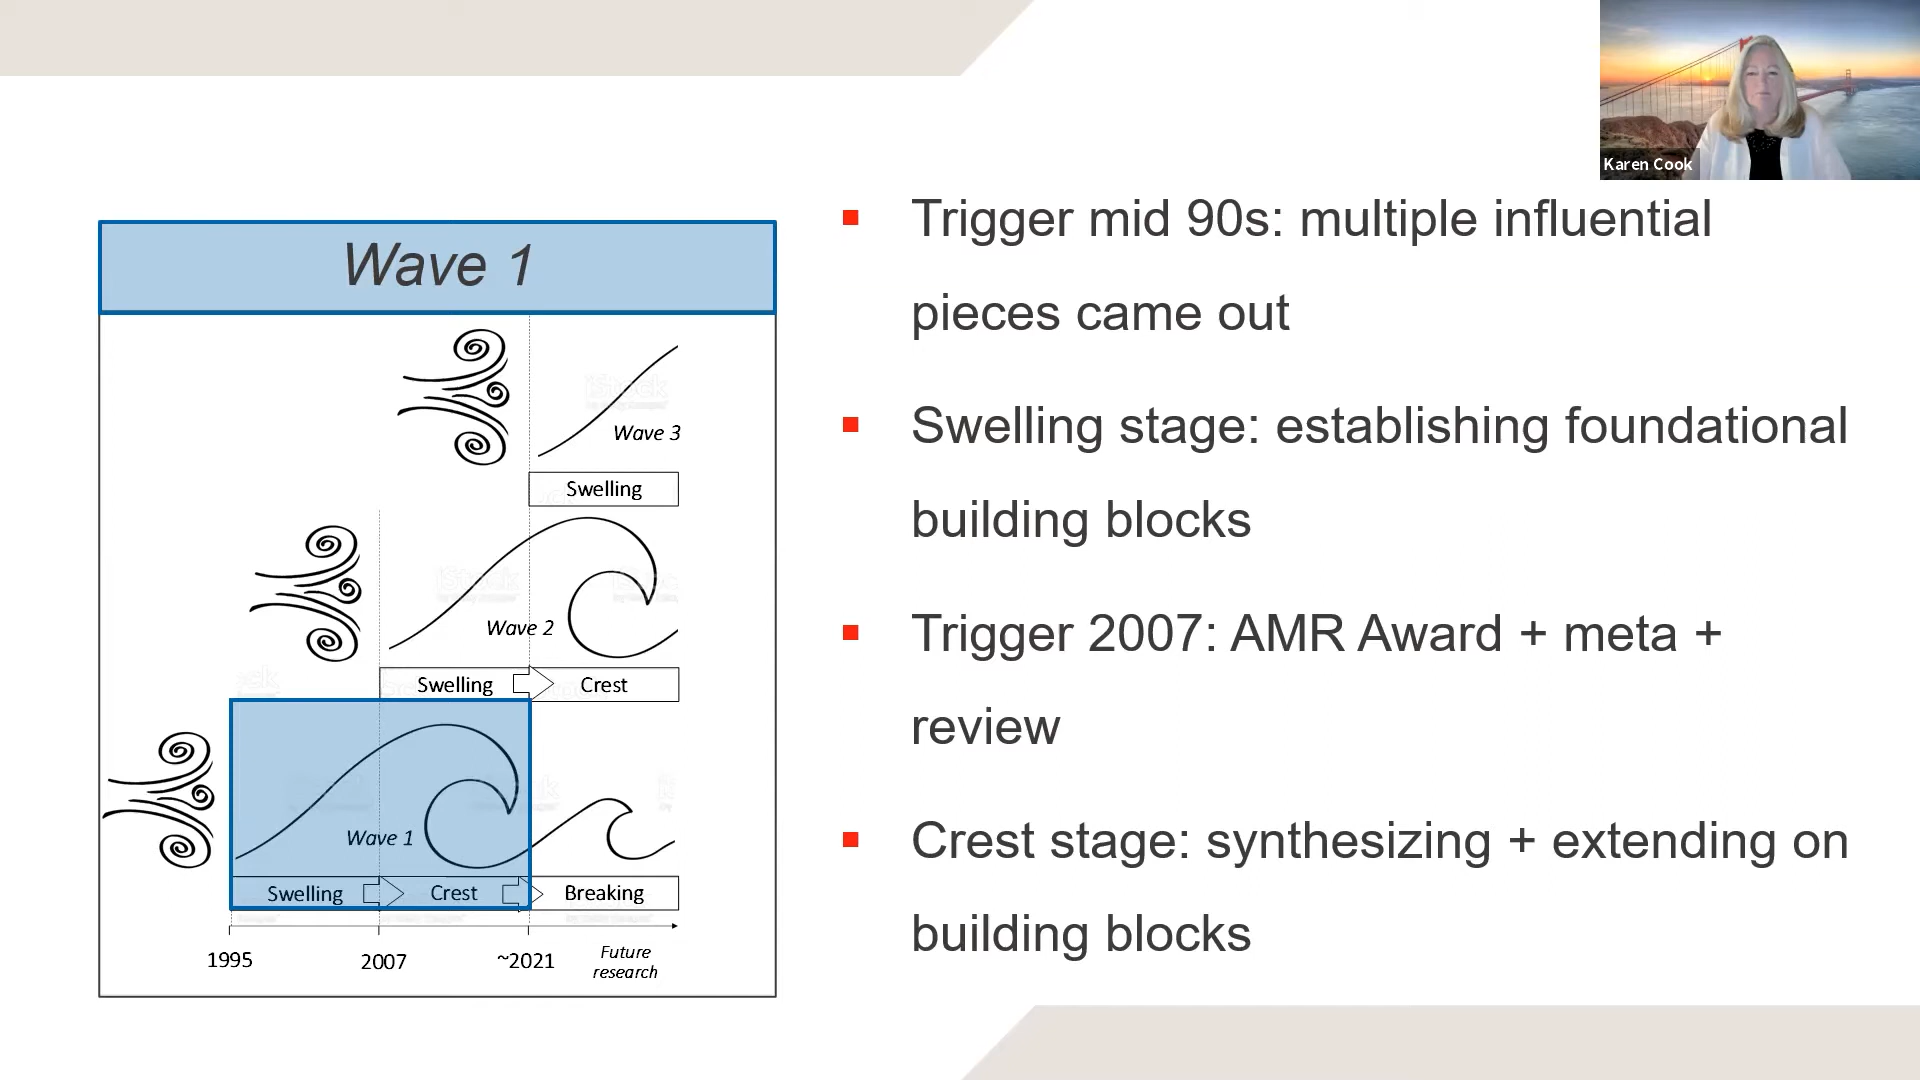 Karen Cook
Wave 1
Wave 3
Swelling
Wave 2
Swelling
Crest
Wave 1
Swelling
Crest
Breaking
1995
2007
~2021
Future
research
Trigger mid 90s: multiple influential
pieces came out
Swelling stage: establishing foundational
building blocks
Trigger 2007: AMR Award + meta +
review
Crest stage: synthesizing + extending on
building blocks
iStock
iStock